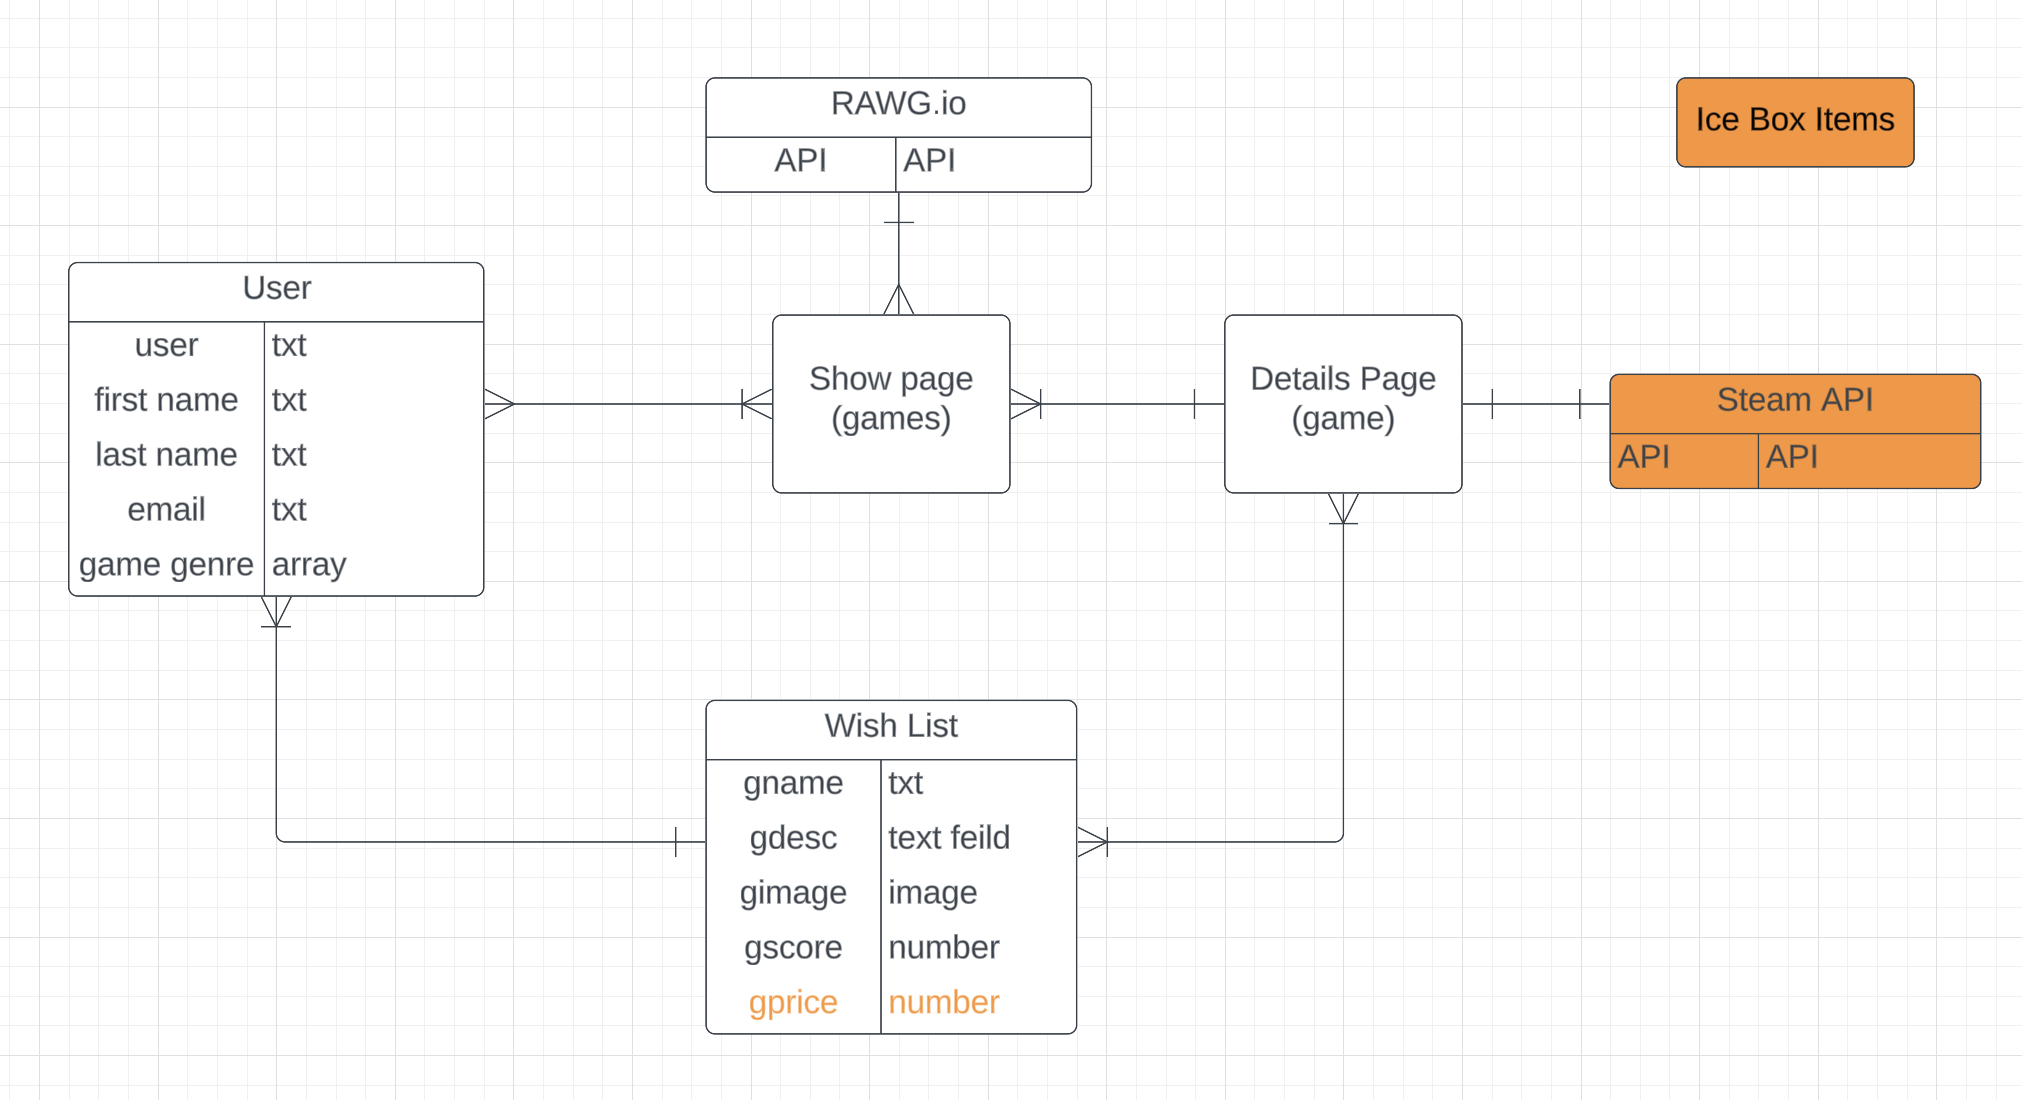 RAWG.io
API API
Ice Box Items
User
user txt
first name txt
last name txt
email txt
game genre array
Show page
(games)
Details Page
(game)
Steam API
API API
Wish List
gname txt
gdesc text feild
gimage image
gscore number
gprice number